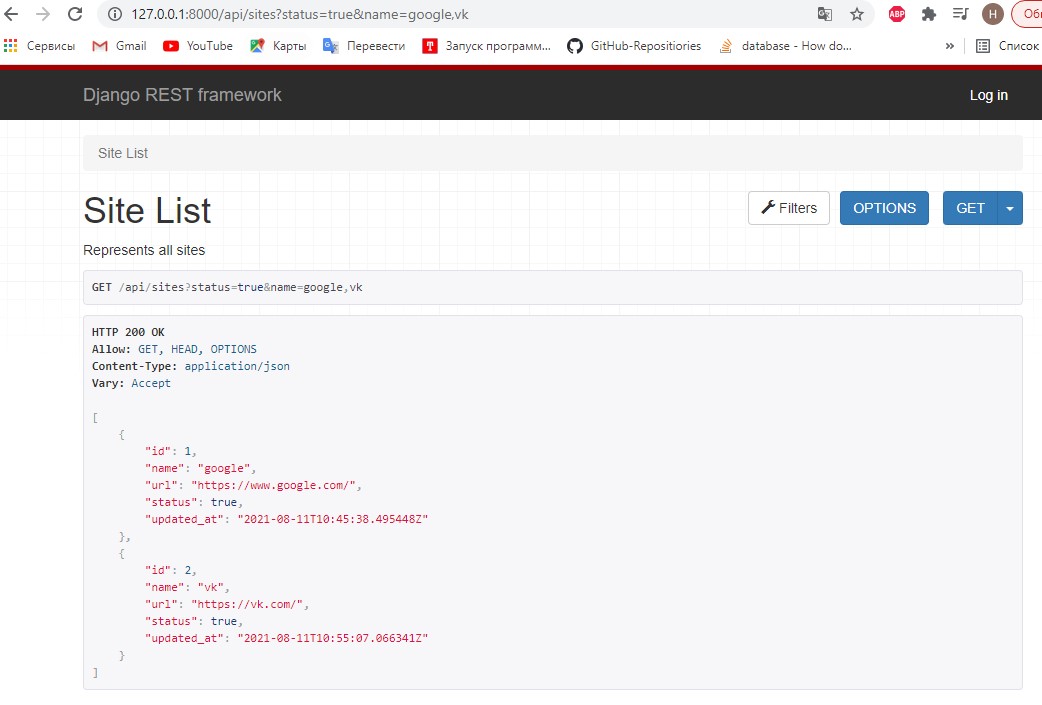 127.0.0.1:8000/api/sites?status=true&name=google,vk
ABP
H
Сервисы
Gmail
YouTube
Карты
Перевести
Запуск программ...
GitHub-Repositiories
database - How do...
»
Список
Django REST framework
Log in
Site List
Site List
Filters
OPTIONS
GET
Represents all sites
GET /api/sites?status=true&name=google,vk
HTTP 200 OK
Allow: GET, HEAD, OPTIONS
Content-Type: application/json
Vary: Accept
[
    {
        "id": 1,
        "name": "google",
        "url": "https://www.google.com/",
        "status": true,
        "updated_at": "2021-08-11T10:45:38.495448Z"
    },
    {
        "id": 2,
        "name": "vk",
        "url": "https://vk.com/",
        "status": true,
        "updated_at": "2021-08-11T10:55:07.066341Z"
    }
]